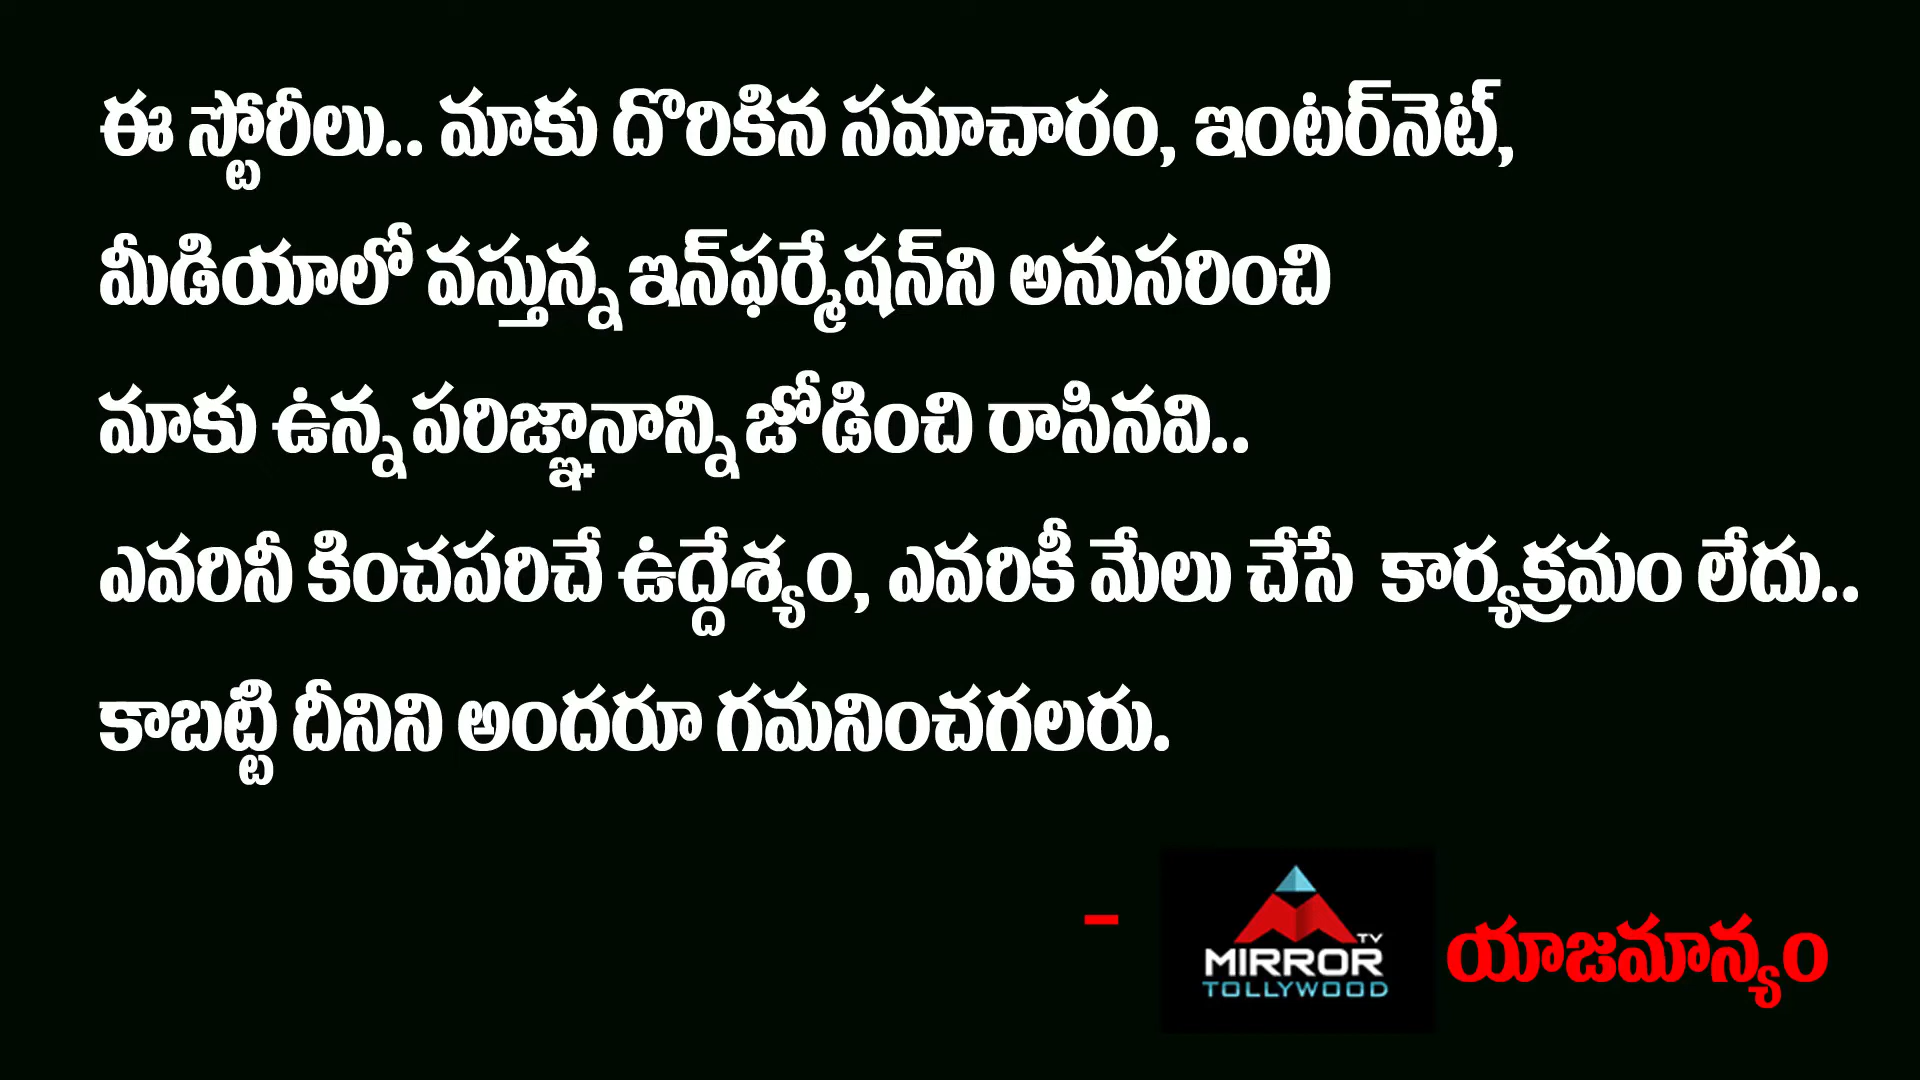 ఈ స్టోరీలు.. మాకు దొరికిన సమాచారం, ఇంటర్‌నెట్,
మీడియాలో వస్తున్న ఇన్‌ఫర్మేషన్‌ని అనుసరించి
మాకు ఉన్న పరిజ్ఞానాన్ని జోడించి రాసినవి..
ఎవరినీ కించపరిచే ఉద్దేశ్యం, ఎవరికీ మేలు చేసే కార్యక్రమం లేదు..
కాబట్టి దీనిని అందరూ గమనించగలరు.
- MIRROR TV TOLLYWOOD యాజమాన్యం